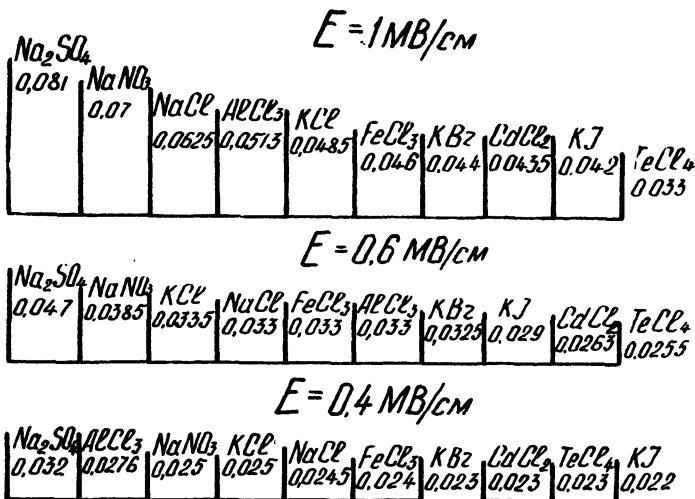 E = 1 МВ/см
Na₂SO₄ NaNO₃ NaCl AlCl₃ KCl FeCl₃ KBr CdCl₂ KJ TeCl₄
0,081 0,07 0,0625 0,0513 0,0485 0,046 0,044 0,0435 0,042 0,033
E = 0,6 МВ/см
Na₂SO₄ NaNO₃ KCl NaCl FeCl₃ AlCl₃ KBr KJ CdCl₂ TeCl₄
0,047 0,0385 0,0335 0,033 0,033 0,033 0,0325 0,029 0,0263 0,0255
E = 0,4 МВ/см
Na₂SO₄ AlCl₃ NaNO₃ KCl NaCl FeCl₃ KBr CdCl₂ TeCl₄ KJ
0,032 0,0276 0,025 0,025 0,0245 0,024 0,023 0,023 0,023 0,022